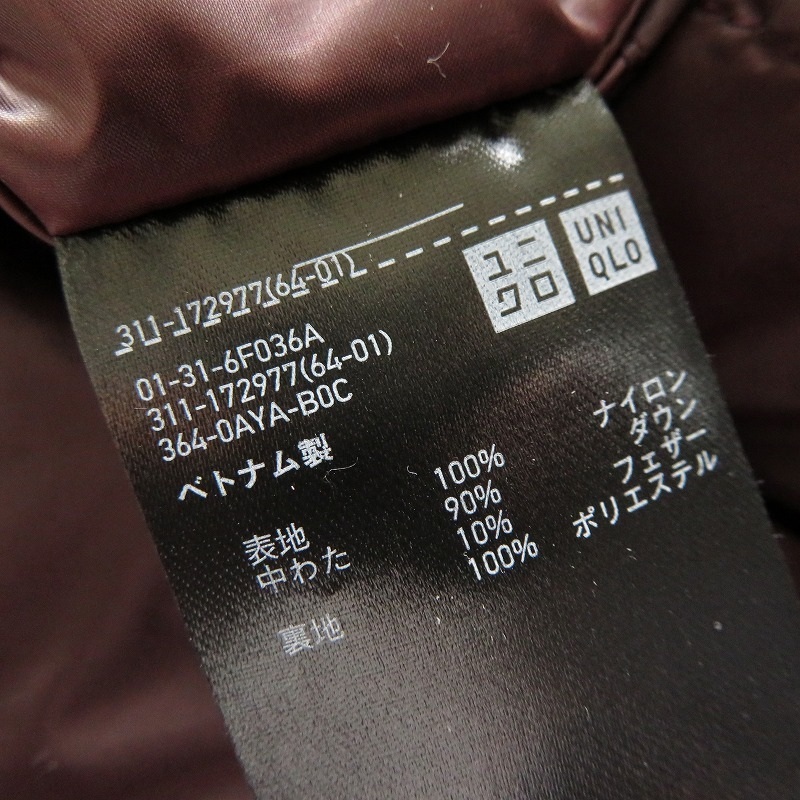 ユニ
クロ
UNI
QLO
311-172977(64-01)
01-31-6F036A
311-172977(64-01)
364-0AYA-B0C
ベトナム製
表地 100% ナイロン
中わた 90% ダウン
10% フェザー
裏地 100% ポリエステル